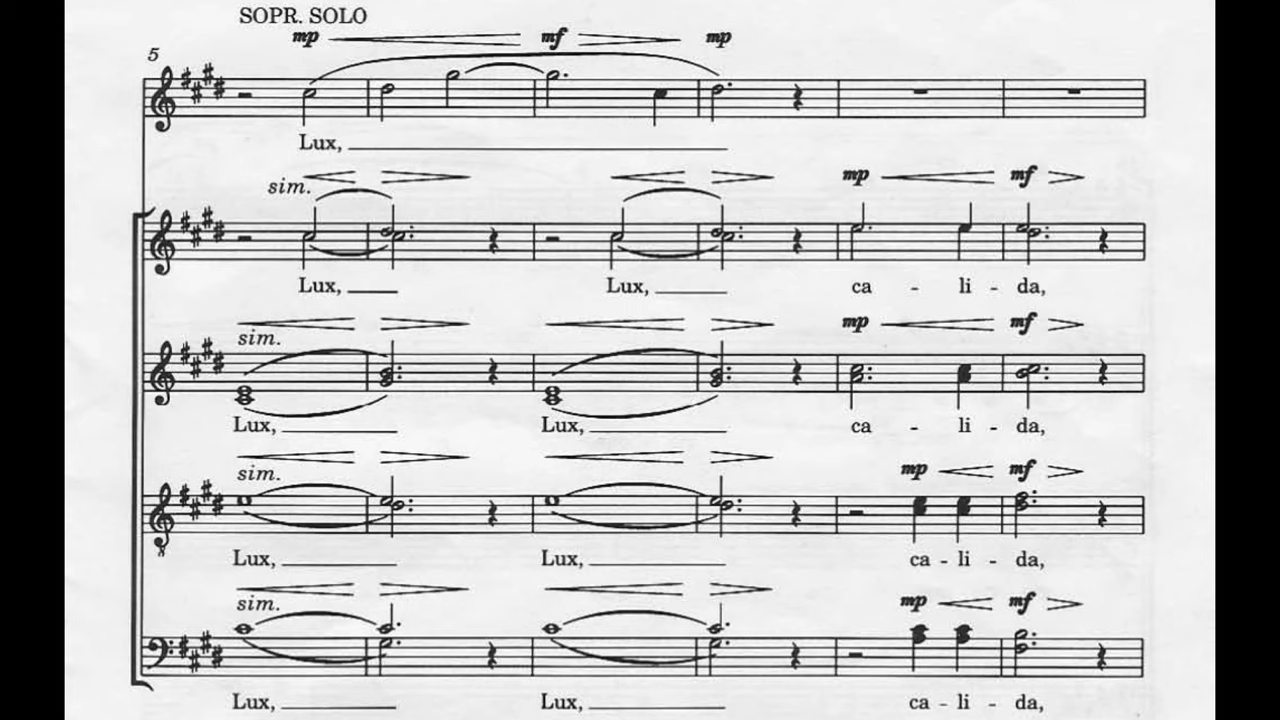 SOPR. SOLO
mp mf mp
5
Lux,
sim. mp mf
Lux, Lux, ca - li - da,
mp mf
sim.
Lux, Lux, ca - li - da,
mp mf
sim.
Lux, Lux, ca - li - da,
mp mf
sim.
Lux, Lux, ca - li - da,